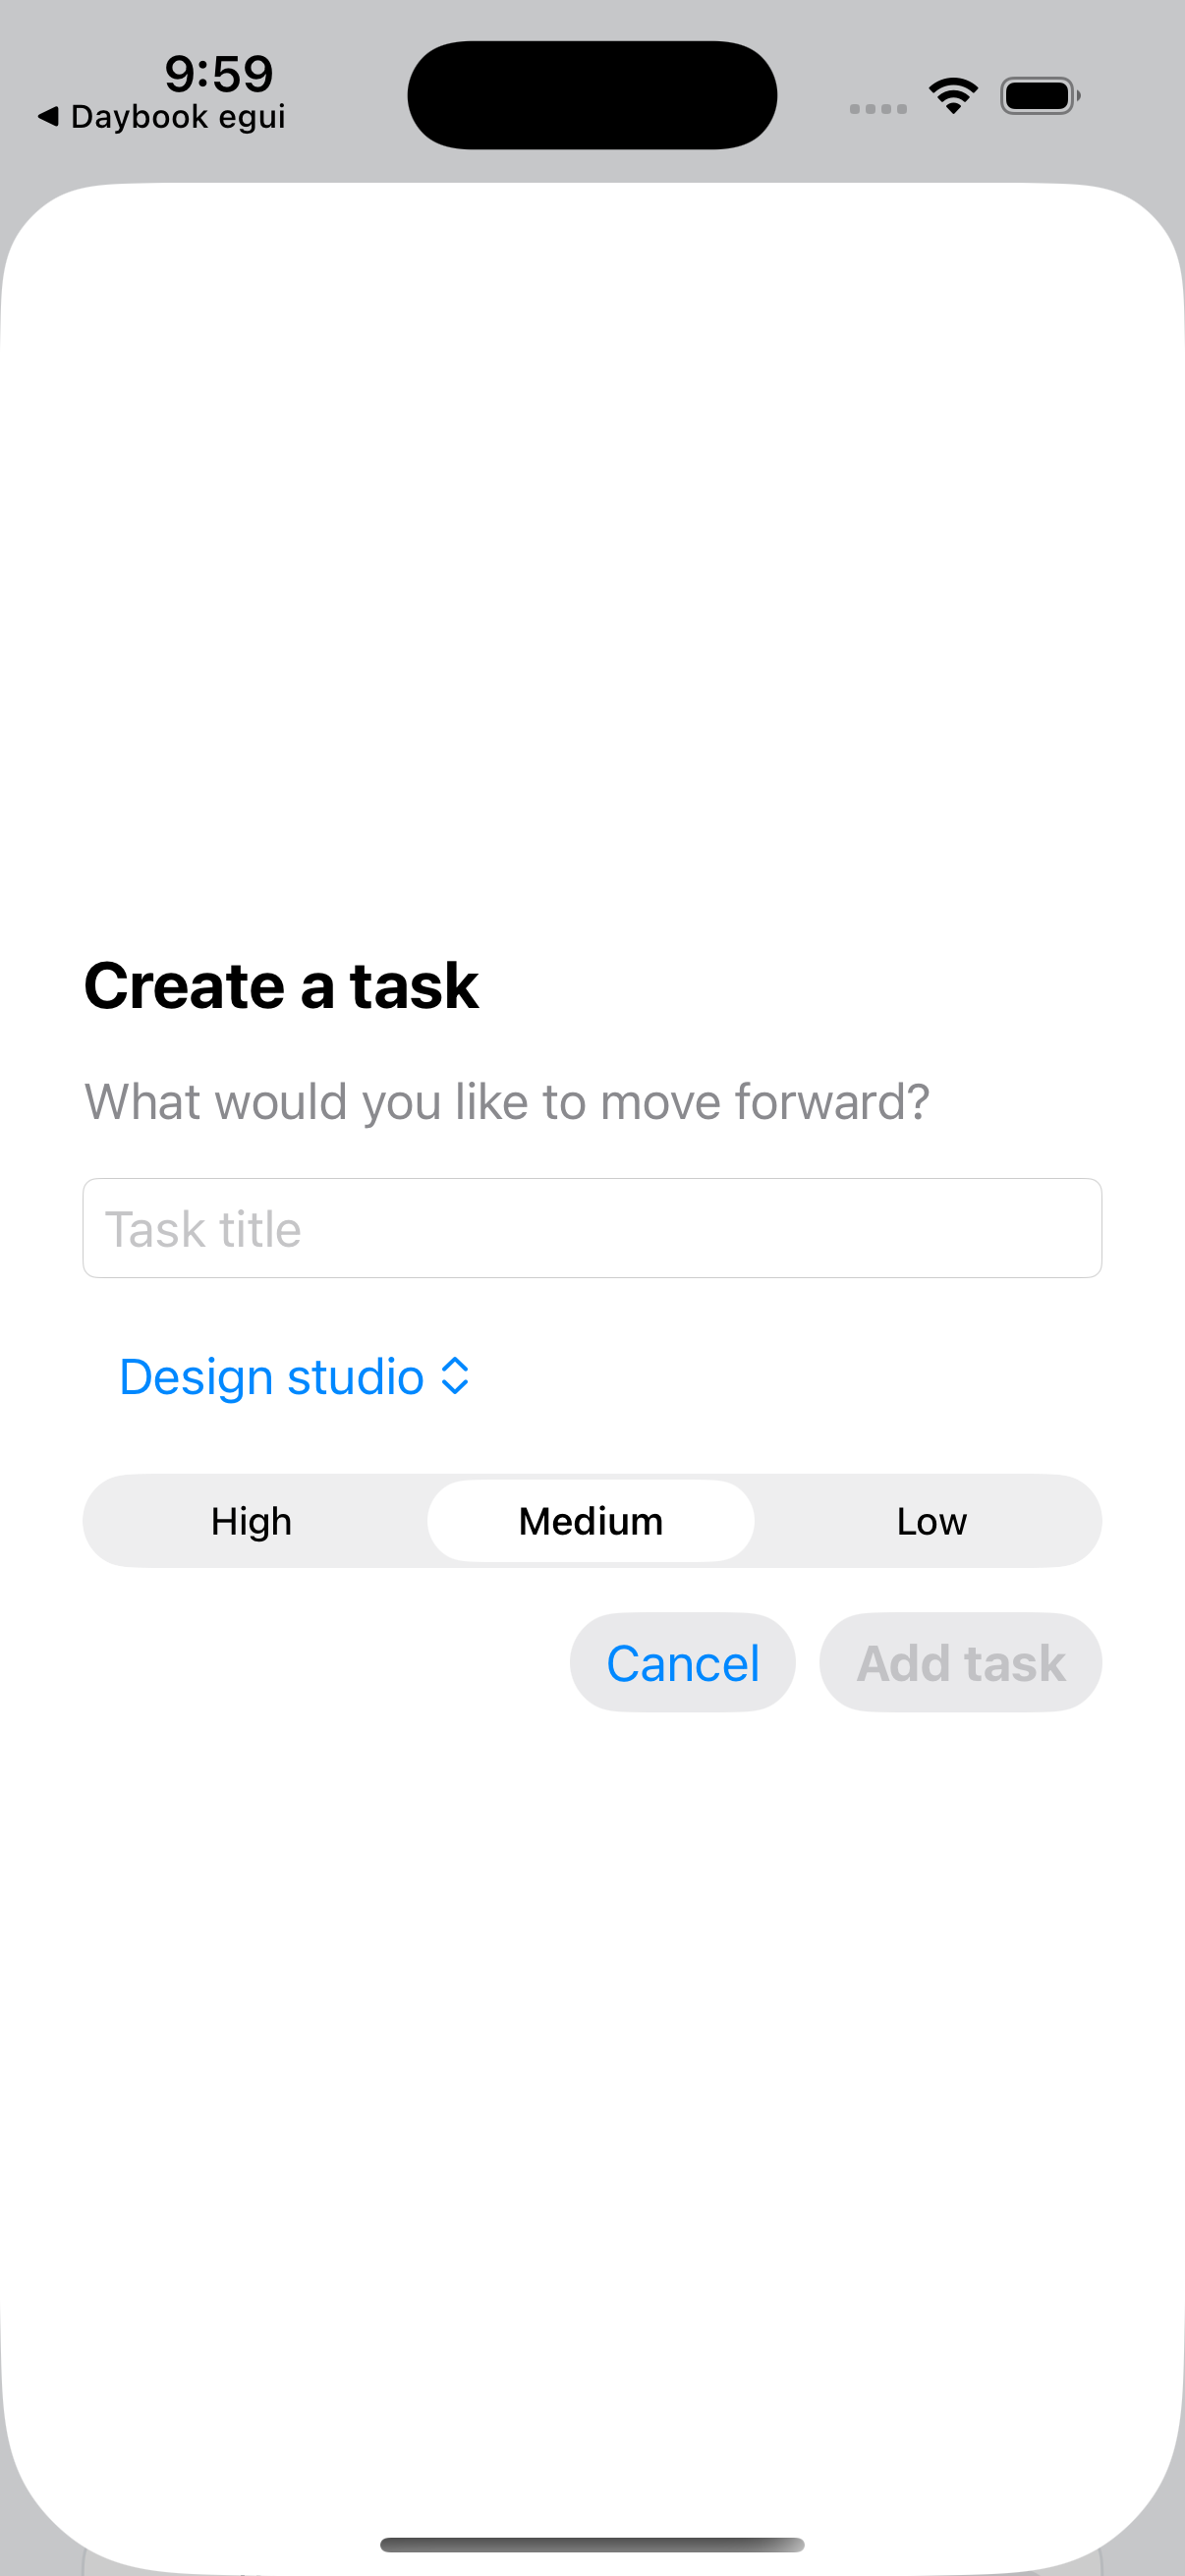 9:59
Daybook egui
Create a task
What would you like to move forward?
Task title
Design studio
High Medium Low
Cancel Add task